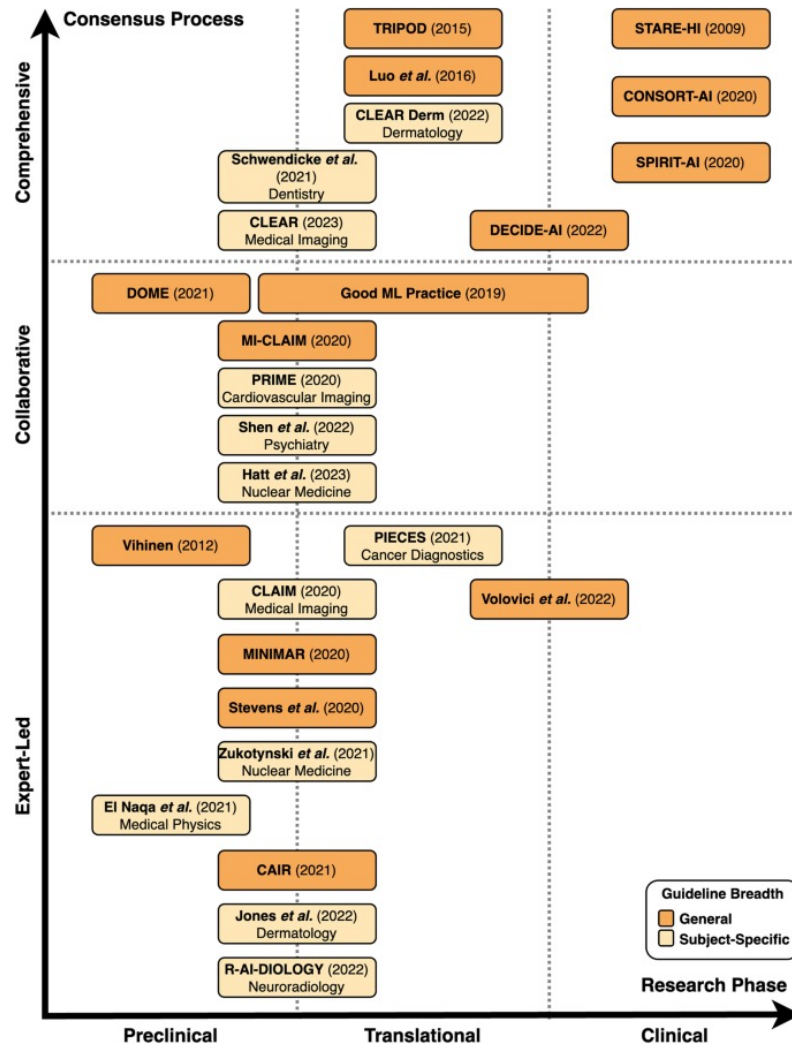 Consensus Process
TRIPOD (2015)
STARE-HI (2009)
Luo et al. (2016)
CONSORT-AI (2020)
CLEAR Derm (2022)
Dermatology
Schwendicke et al.
(2021)
Dentistry
SPIRIT-AI (2020)
CLEAR (2023)
Medical Imaging
DECIDE-AI (2022)
Comprehensive
DOME (2021)
Good ML Practice (2019)
MI-CLAIM (2020)
PRIME (2020)
Cardiovascular Imaging
Shen et al. (2022)
Psychiatry
Hatt et al. (2023)
Nuclear Medicine
Collaborative
Vihinen (2012)
PIECES (2021)
Cancer Diagnostics
CLAIM (2020)
Medical Imaging
Volovici et al. (2022)
MINIMAR (2020)
Stevens et al. (2020)
Zukotynski et al. (2021)
Nuclear Medicine
El Naqa et al. (2021)
Medical Physics
CAIR (2021)
Jones et al. (2022)
Dermatology
R-AI-DIOLOGY (2022)
Neuroradiology
Expert-Led
Guideline Breadth
General
Subject-Specific
Research Phase
Preclinical
Translational
Clinical